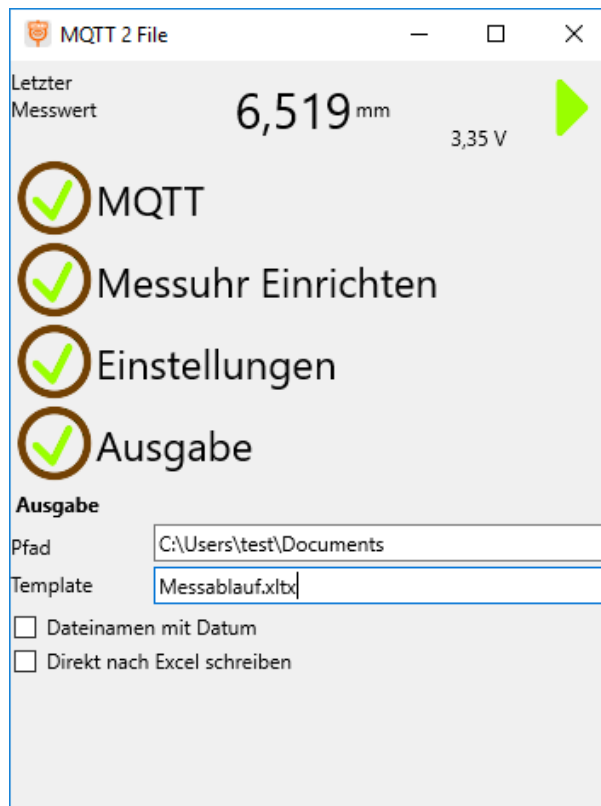 MQTT 2 File
Letzter
Messwert
6,519 mm
3,35 V
MQTT
Messuhr Einrichten
Einstellungen
Ausgabe
Ausgabe
Pfad C:\Users\test\Documents
Template Messablauf.xltx
Dateinamen mit Datum
Direkt nach Excel schreiben